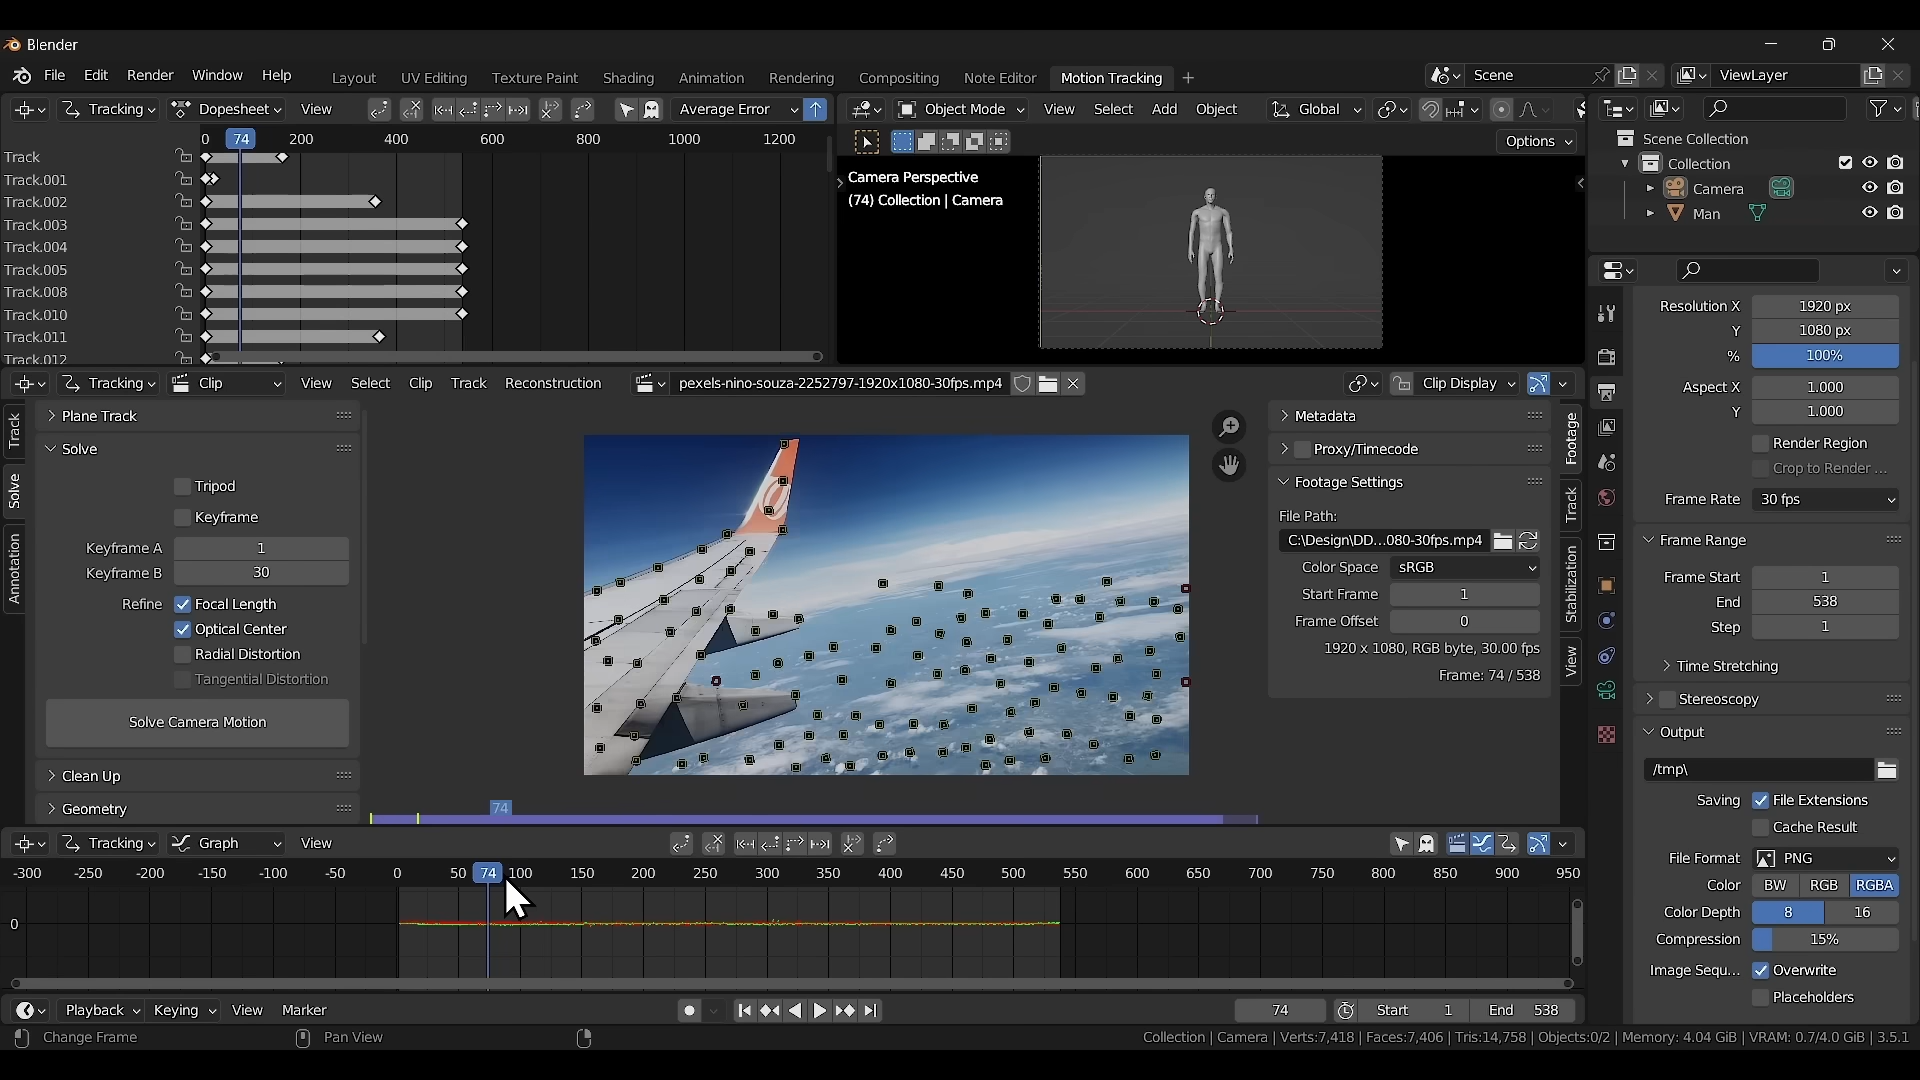 Blender
File Edit Render Window Help Layout UV Editing Texture Paint Shading Animation Rendering Compositing Note Editor Motion Tracking + Scene ViewLayer
Tracking Dopesheet View Average Error
0 74 200 400 600 800 1000 1200
Track
Track.001
Track.002
Track.003
Track.004
Track.005
Track.008
Track.010
Track.011
Track.012
Object Mode View Select Add Object Global
Options
Camera Perspective
(74) Collection | Camera
Scene Collection
Collection
Camera
Man
Tracking Clip View Select Clip Track Reconstruction pexels-nino-souza-2252797-1920x1080-30fps.mp4 Clip Display
Track
Solve
Annotation
Plane Track
Solve
Tripod
Keyframe
Keyframe A 1
Keyframe B 30
Refine Focal Length
Optical Center
Radial Distortion
Tangential Distortion
Solve Camera Motion
Clean Up
Geometry
74
Metadata
Proxy/Timecode
Footage Settings
File Path:
C:\Design\DD...080-30fps.mp4
Color Space sRGB
Start Frame 1
Frame Offset 0
1920 x 1080, RGB byte, 30.00 fps
Frame: 74 / 538
Footage
Track
Stabilization
View
Resolution X 1920 px
Y 1080 px
% 100%
Aspect X 1.000
Y 1.000
Render Region
Crop to Render ...
Frame Rate 30 fps
Frame Range
Frame Start 1
End 538
Step 1
Time Stretching
Stereoscopy
Output
/tmp\
Saving File Extensions
Cache Result
File Format PNG
Color BW RGB RGBA
Color Depth 8 16
Compression 15%
Image Sequ... Overwrite
Placeholders
Tracking Graph View
-300 -250 -200 -150 -100 -50 0 50 74 100 150 200 250 300 350 400 450 500 550 600 650 700 750 800 850 900 950
0
Playback Keying View Marker 74 Start 1 End 538
Change Frame Pan View Collection | Camera | Verts:7,418 | Faces:7,406 | Tris:14,758 | Objects:0/2 | Memory: 4.04 GiB | VRAM: 0.7/4.0 GiB | 3.5.1